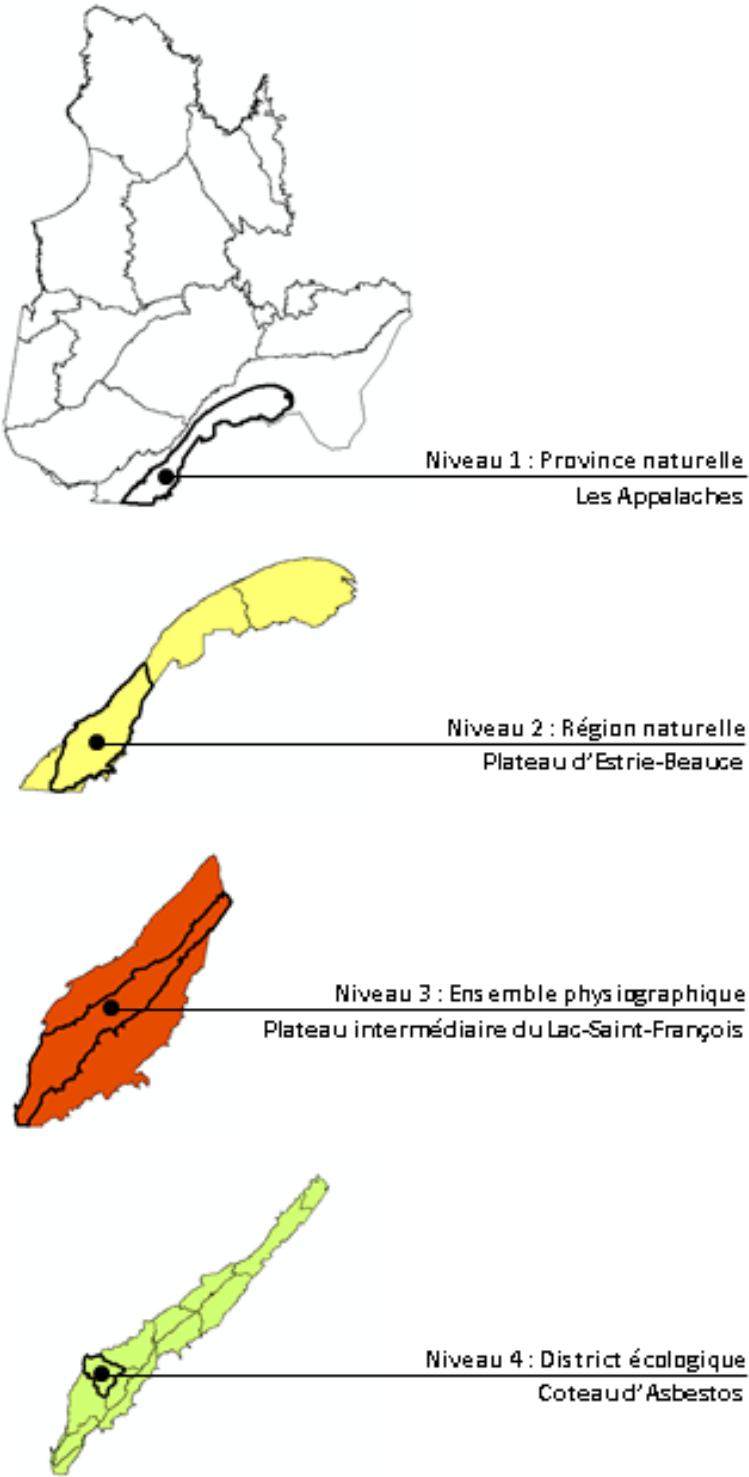 Niveau 1 : Province naturelle
Les Appalaches
Niveau 2 : Région naturelle
Plateau d'Estrie-Beauce
Niveau 3 : Ensemble physiographique
Plateau intermédiaire du Lac-Saint-François
Niveau 4 : District écologique
Coteau d'Asbestos